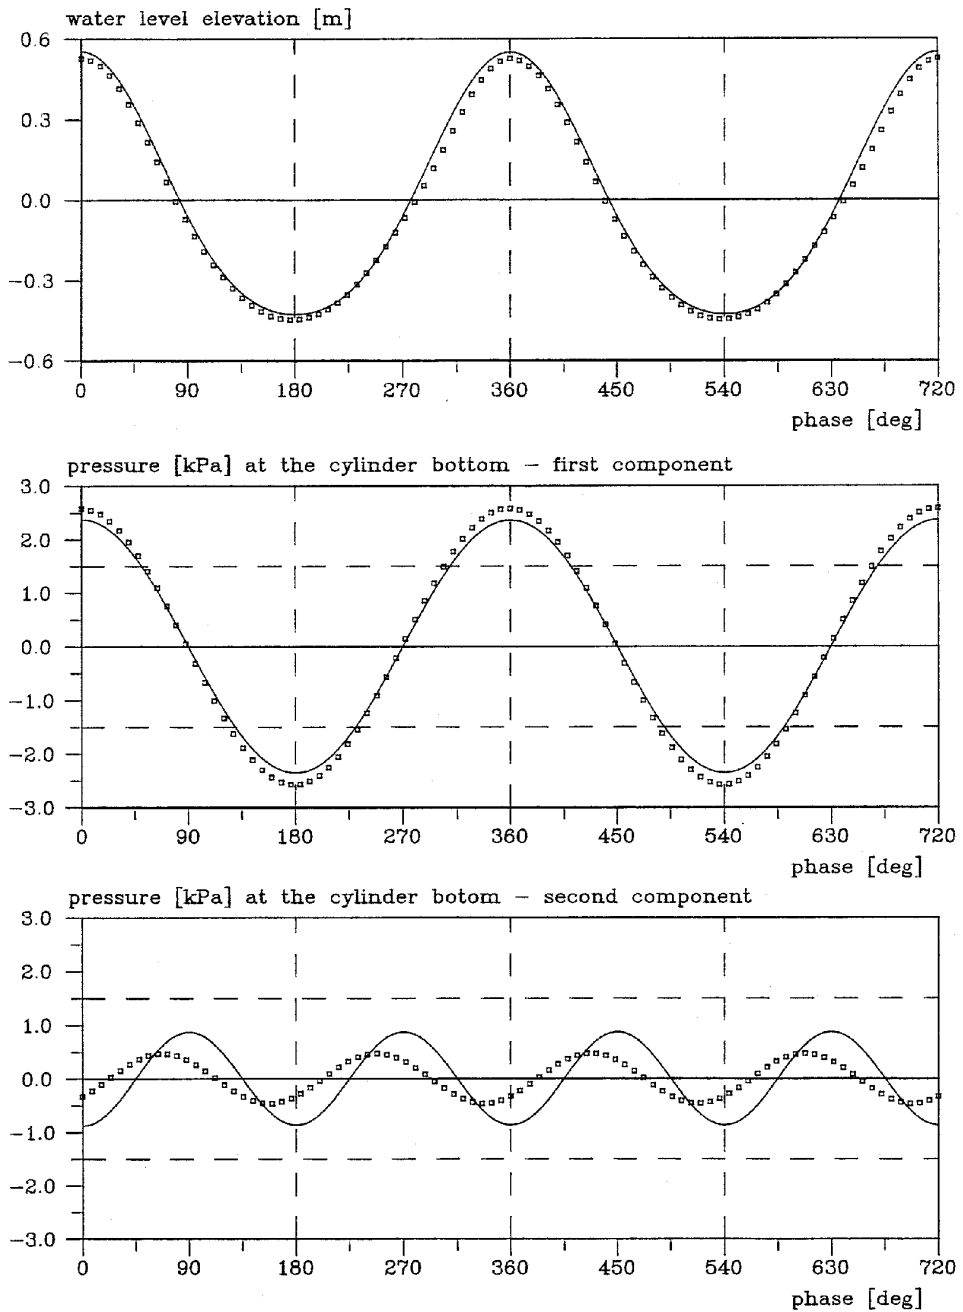 water level elevation [m]
0.6
0.3
0.0
−0.3
−0.6
0 90 180 270 360 450 540 630 720
phase [deg]
pressure [kPa] at the cylinder bottom − first component
3.0
2.0
1.0
0.0
−1.0
−2.0
−3.0
0 90 180 270 360 450 540 630 720
phase [deg]
pressure [kPa] at the cylinder botom − second component
3.0
2.0
1.0
0.0
−1.0
−2.0
−3.0
0 90 180 270 360 450 540 630 720
phase [deg]